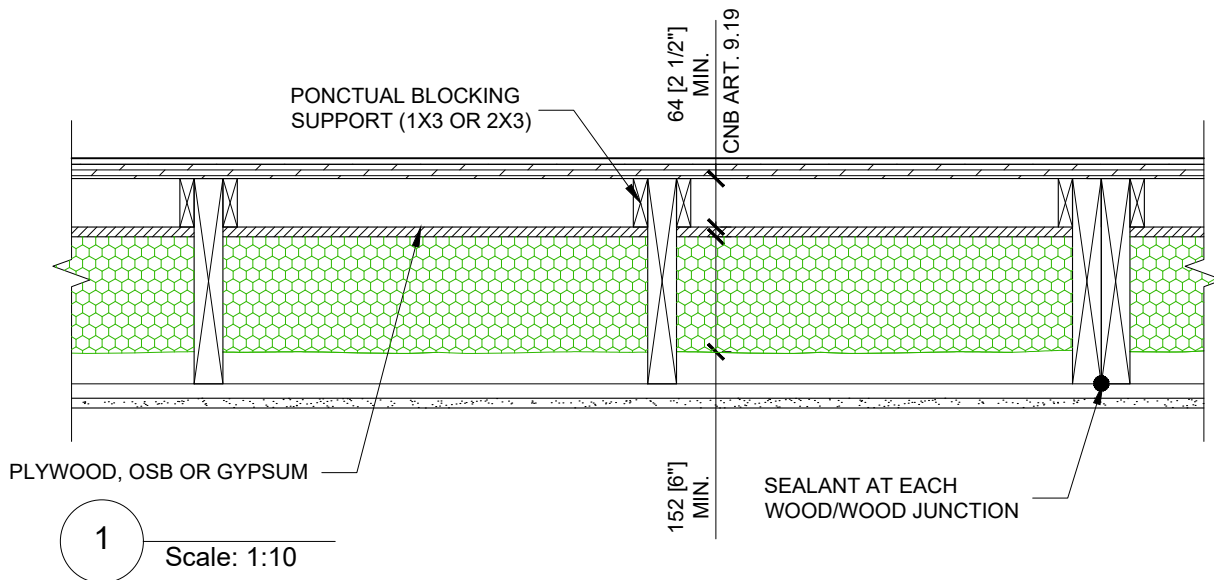 PONCTUAL BLOCKING
SUPPORT (1X3 OR 2X3)
64 [2 1/2"]
MIN.
CNB ART. 9.19
PLYWOOD, OSB OR GYPSUM
152 [6"]
MIN.
SEALANT AT EACH
WOOD/WOOD JUNCTION
1
Scale: 1:10